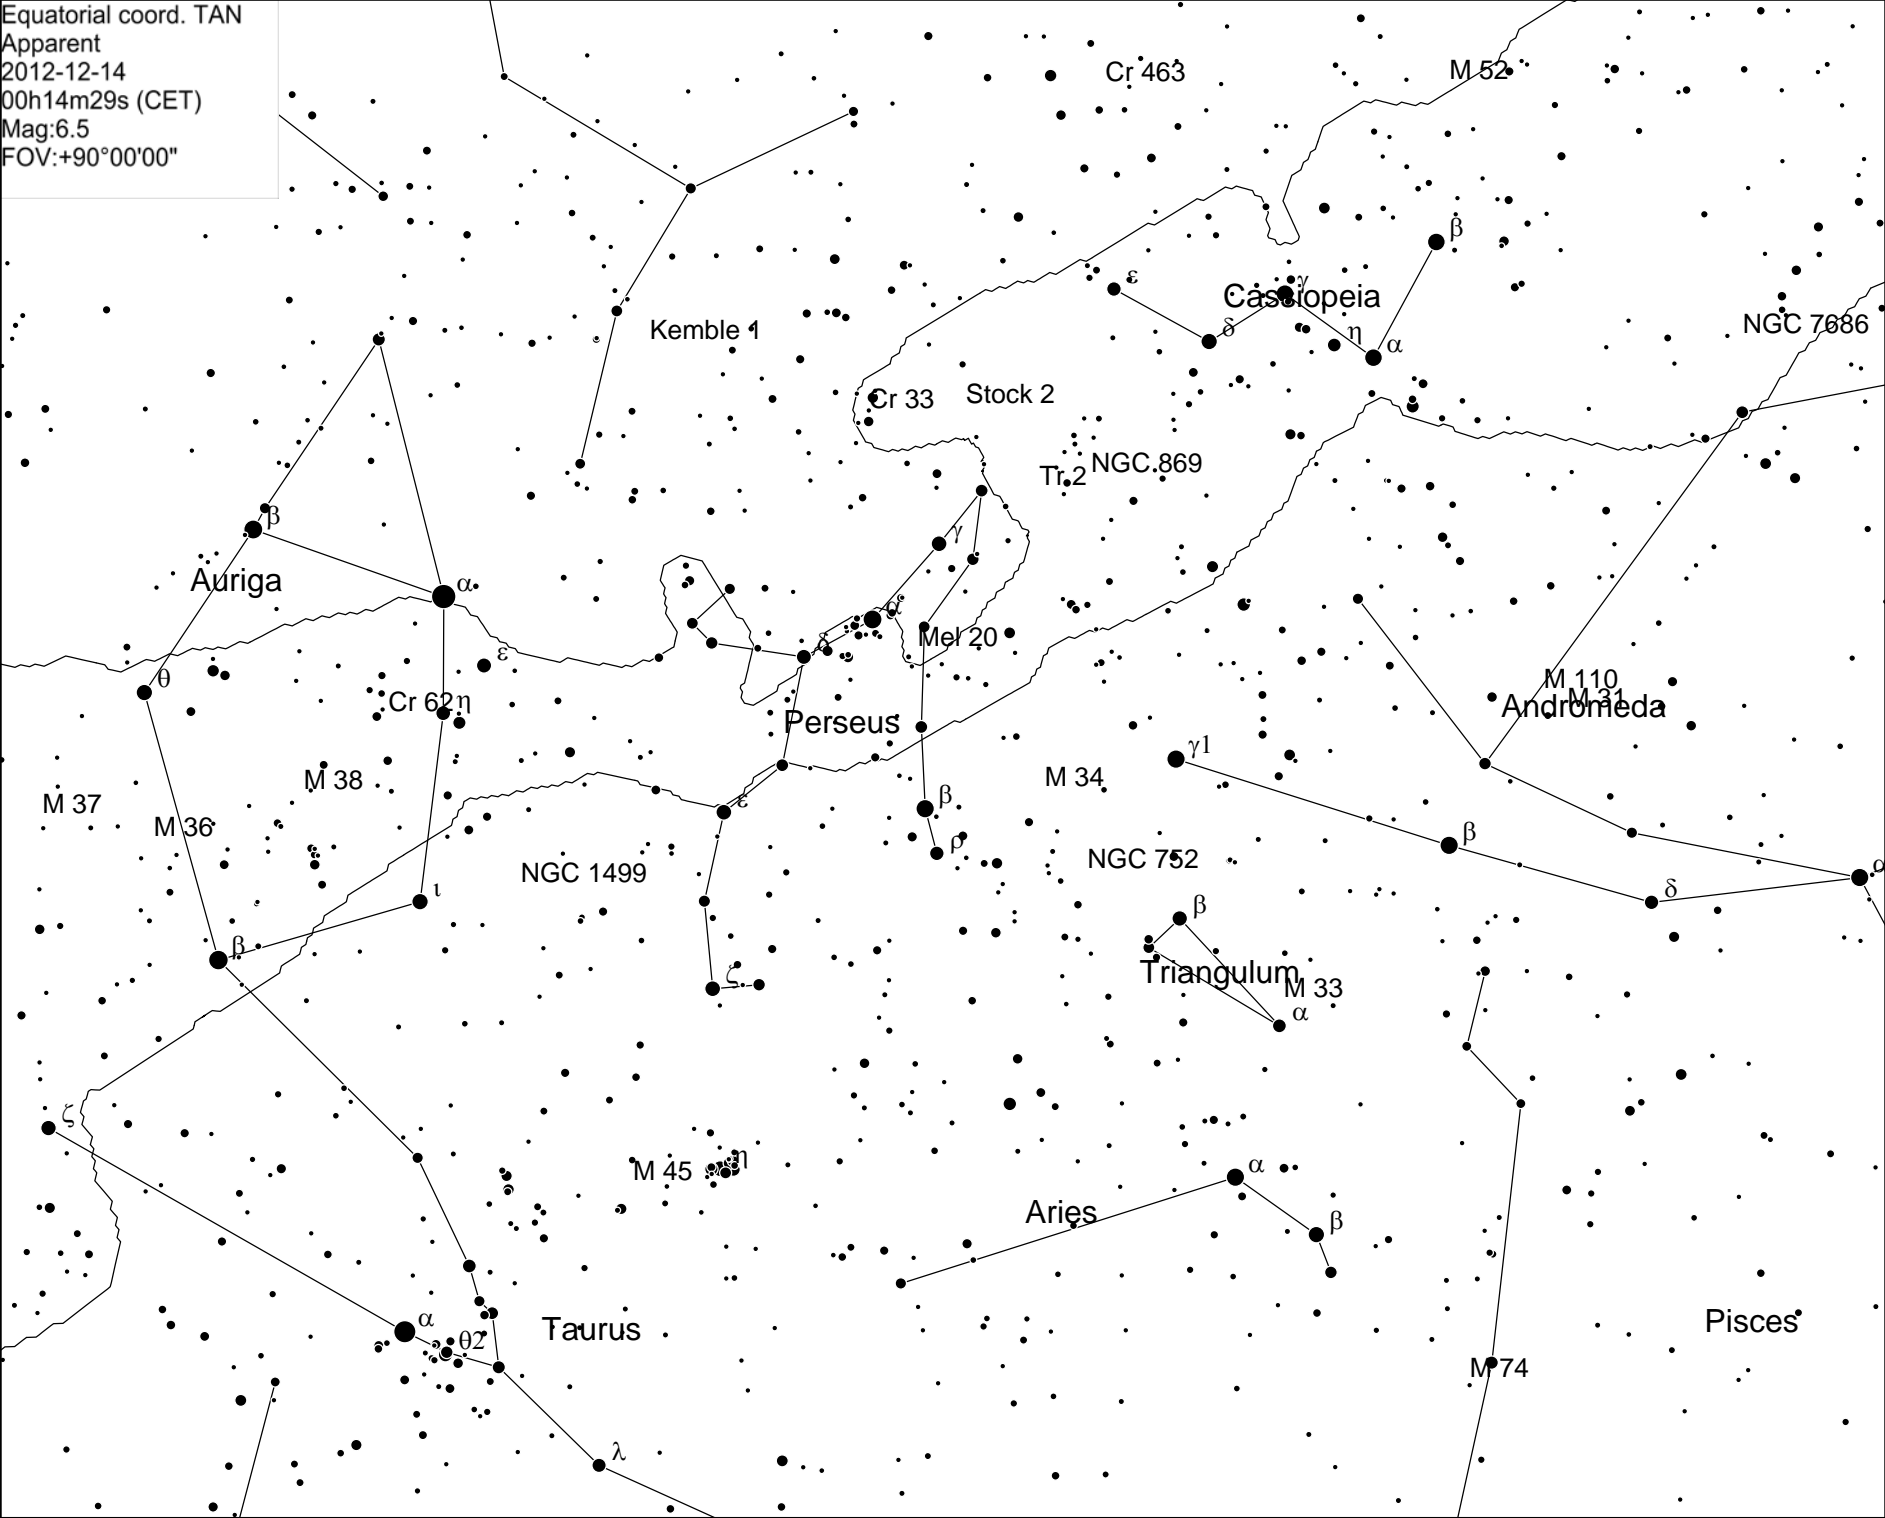 Equatorial coord. TAN
Apparent
2012-12-14
00h14m29s (CET)
Mag:6.5
FOV:+90°00'00"
Cr 463
M 52
β
ε
γ
Cassiopeia
δ
η
α
NGC 7686
Kemble 1
Cr 33
Stock 2
Tr 2
NGC 869
β
γ
Auriga
α
α
Mel 20
δ
ε
θ
M 110
M 31
Andromeda
Cr 62
η
Perseus
γ1
M 38
M 34
M 37
M 36
ε
β
β
ρ
NGC 1499
NGC 752
α
δ
ι
β
β
ζ
Triangulum
M 33
α
ζ
M 45
η
α
Aries
β
α
θ2
Taurus
Pisces
M 74
λ